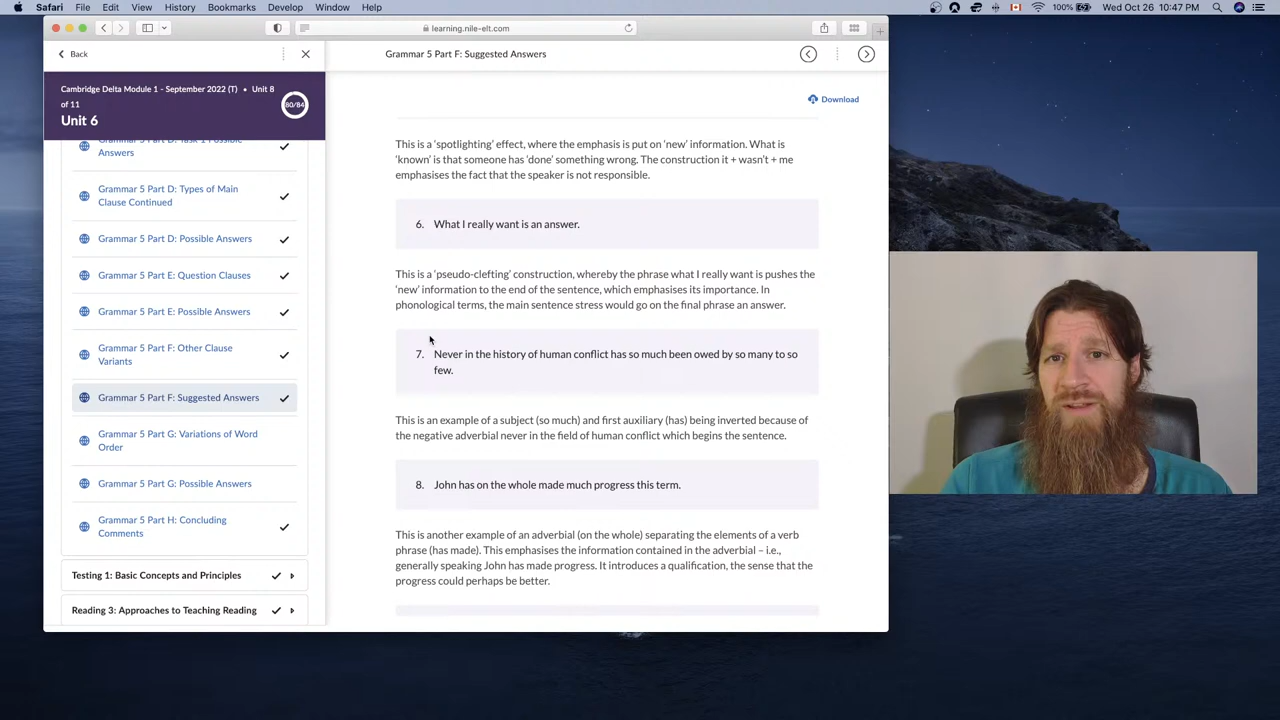 Safari File Edit View History Bookmarks Develop Window Help
100% Wed Oct 26 10:47 PM
learning.nile-elt.com
Back
Grammar 5 Part F: Suggested Answers
Cambridge Delta Module 1 - September 2022 (T) • Unit 8
of 11
80/84
Unit 6
Grammar 5 Part D: Task 1 Possible
Answers
Grammar 5 Part D: Types of Main
Clause Continued
Grammar 5 Part D: Possible Answers
Grammar 5 Part E: Question Clauses
Grammar 5 Part E: Possible Answers
Grammar 5 Part F: Other Clause
Variants
Grammar 5 Part F: Suggested Answers
Grammar 5 Part G: Variations of Word
Order
Grammar 5 Part G: Possible Answers
Grammar 5 Part H: Concluding
Comments
Testing 1: Basic Concepts and Principles
Reading 3: Approaches to Teaching Reading
Download
This is a ‘spotlighting’ effect, where the emphasis is put on ‘new’ information. What is
‘known’ is that someone has ‘done’ something wrong. The construction it + wasn’t + me
emphasises the fact that the speaker is not responsible.
6. What I really want is an answer.
This is a ‘pseudo-clefting’ construction, whereby the phrase what I really want is pushes the
‘new’ information to the end of the sentence, which emphasises its importance. In
phonological terms, the main sentence stress would go on the final phrase an answer.
7. Never in the history of human conflict has so much been owed by so many to so
few.
This is an example of a subject (so much) and first auxiliary (has) being inverted because of
the negative adverbial never in the field of human conflict which begins the sentence.
8. John has on the whole made much progress this term.
This is another example of an adverbial (on the whole) separating the elements of a verb
phrase (has made). This emphasises the information contained in the adverbial – i.e.,
generally speaking John has made progress. It introduces a qualification, the sense that the
progress could perhaps be better.